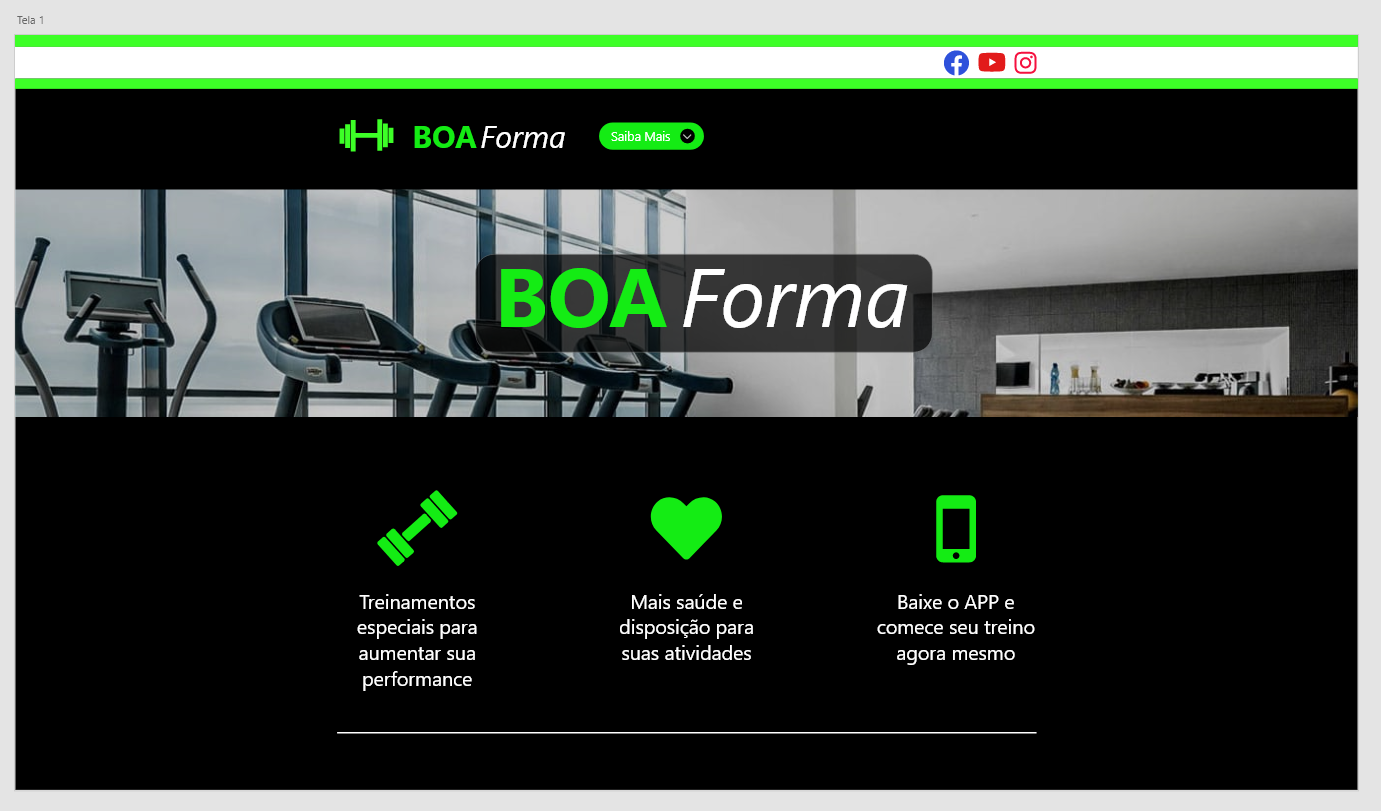 Tela 1
BOA Forma
Saiba Mais
BOA Forma
Treinamentos
especiais para
aumentar sua
performance
Mais saúde e
disposição para
suas atividades
Baixe o APP e
comece seu treino
agora mesmo